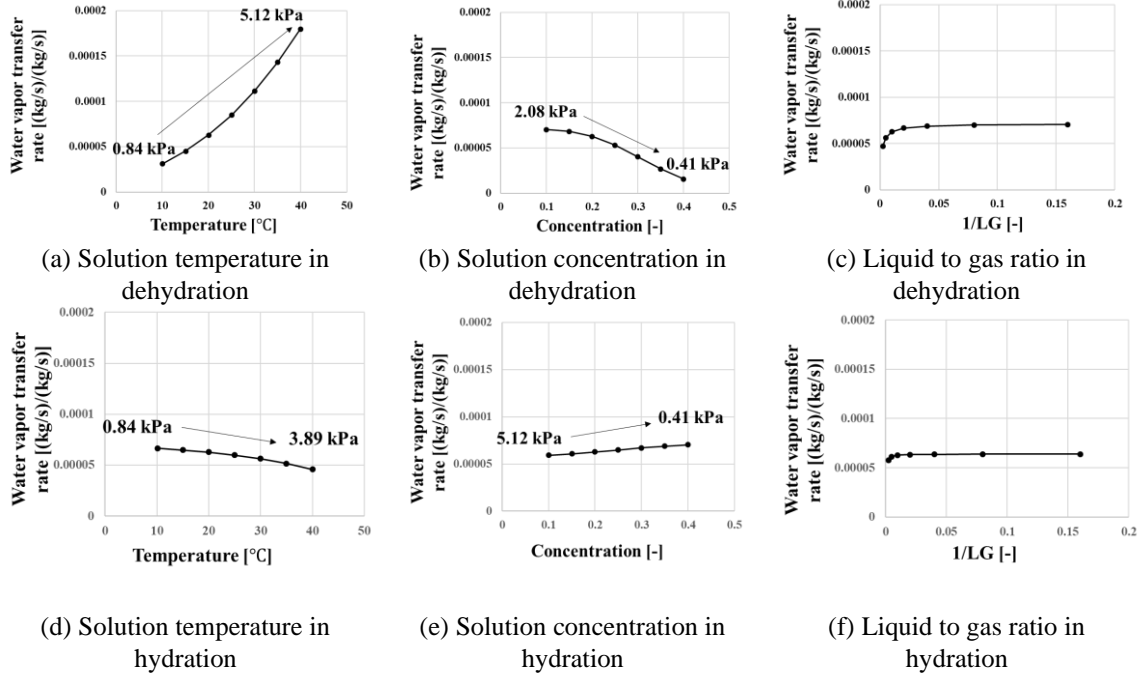 Water vapor transfer
rate [(kg/s)/(kg/s)]
0.0002
0.00015
0.0001
0.00005
0
5.12 kPa
0.84 kPa
0 10 20 30 40 50
Temperature [°C]
(a) Solution temperature in
dehydration
Water vapor transfer
rate [(kg/s)/(kg/s)]
0.0002
0.00015
0.0001
0.00005
0
2.08 kPa
0.41 kPa
0 0.1 0.2 0.3 0.4 0.5
Concentration [-]
(b) Solution concentration in
dehydration
Water vapor transfer
rate [(kg/s)/(kg/s)]
0.0002
0.00015
0.0001
0.00005
0
0 0.05 0.1 0.15 0.2
1/LG [-]
(c) Liquid to gas ratio in
dehydration
Water vapor transfer
rate [(kg/s)/(kg/s)]
0.0002
0.00015
0.0001
0.00005
0
0.84 kPa
3.89 kPa
0 10 20 30 40 50
Temperature [°C]
(d) Solution temperature in
hydration
Water vapor transfer
rate [(kg/s)/(kg/s)]
0.0002
0.00015
0.0001
0.00005
0
0.41 kPa
5.12 kPa
0 0.1 0.2 0.3 0.4 0.5
Concentration [-]
(e) Solution concentration in
hydration
Water vapor transfer
rate [(kg/s)/(kg/s)]
0.0002
0.00015
0.0001
0.00005
0
0 0.05 0.1 0.15 0.2
1/LG [-]
(f) Liquid to gas ratio in
hydration